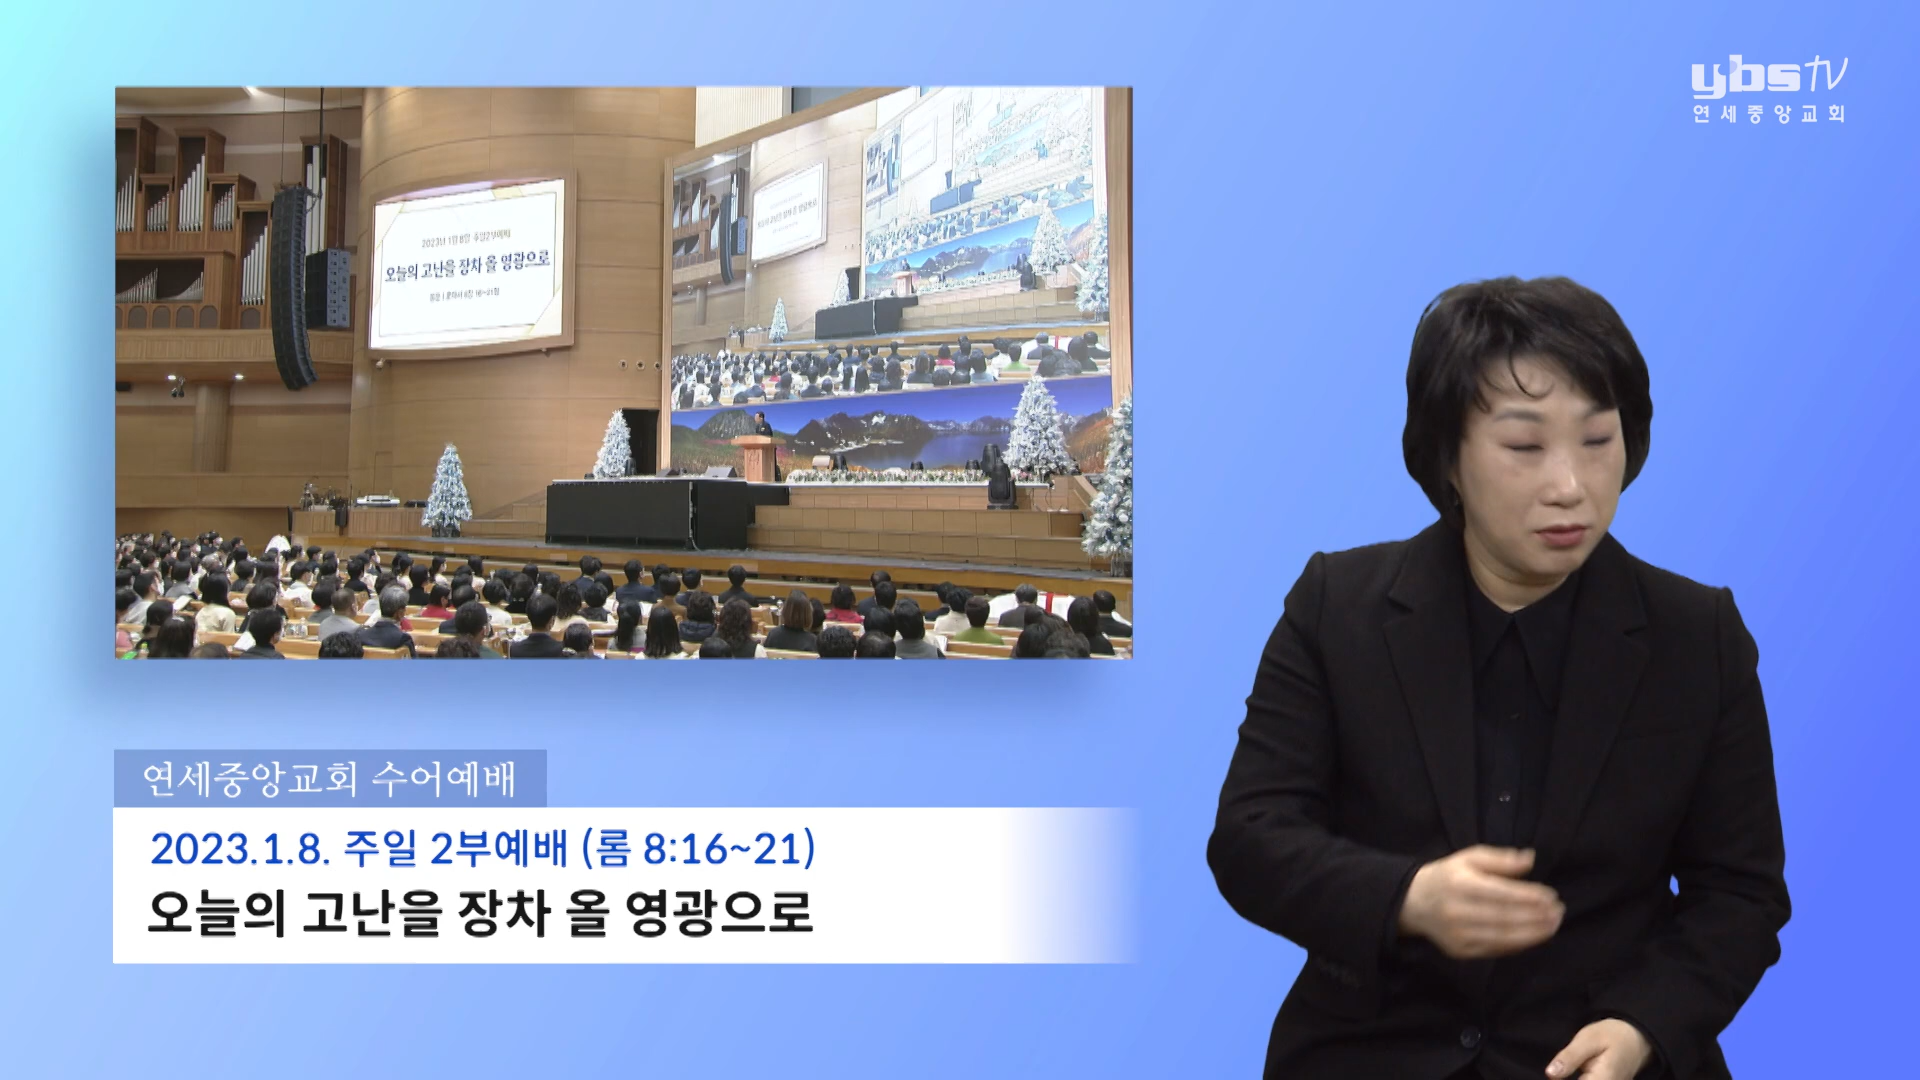 ybstv
연세중앙교회
2023년 1월 8일 주일2부예배
오늘의 고난을 장차 올 영광으로
연세중앙교회 수어예배
2023.1.8. 주일 2부예배 (롬 8:16~21)
오늘의 고난을 장차 올 영광으로